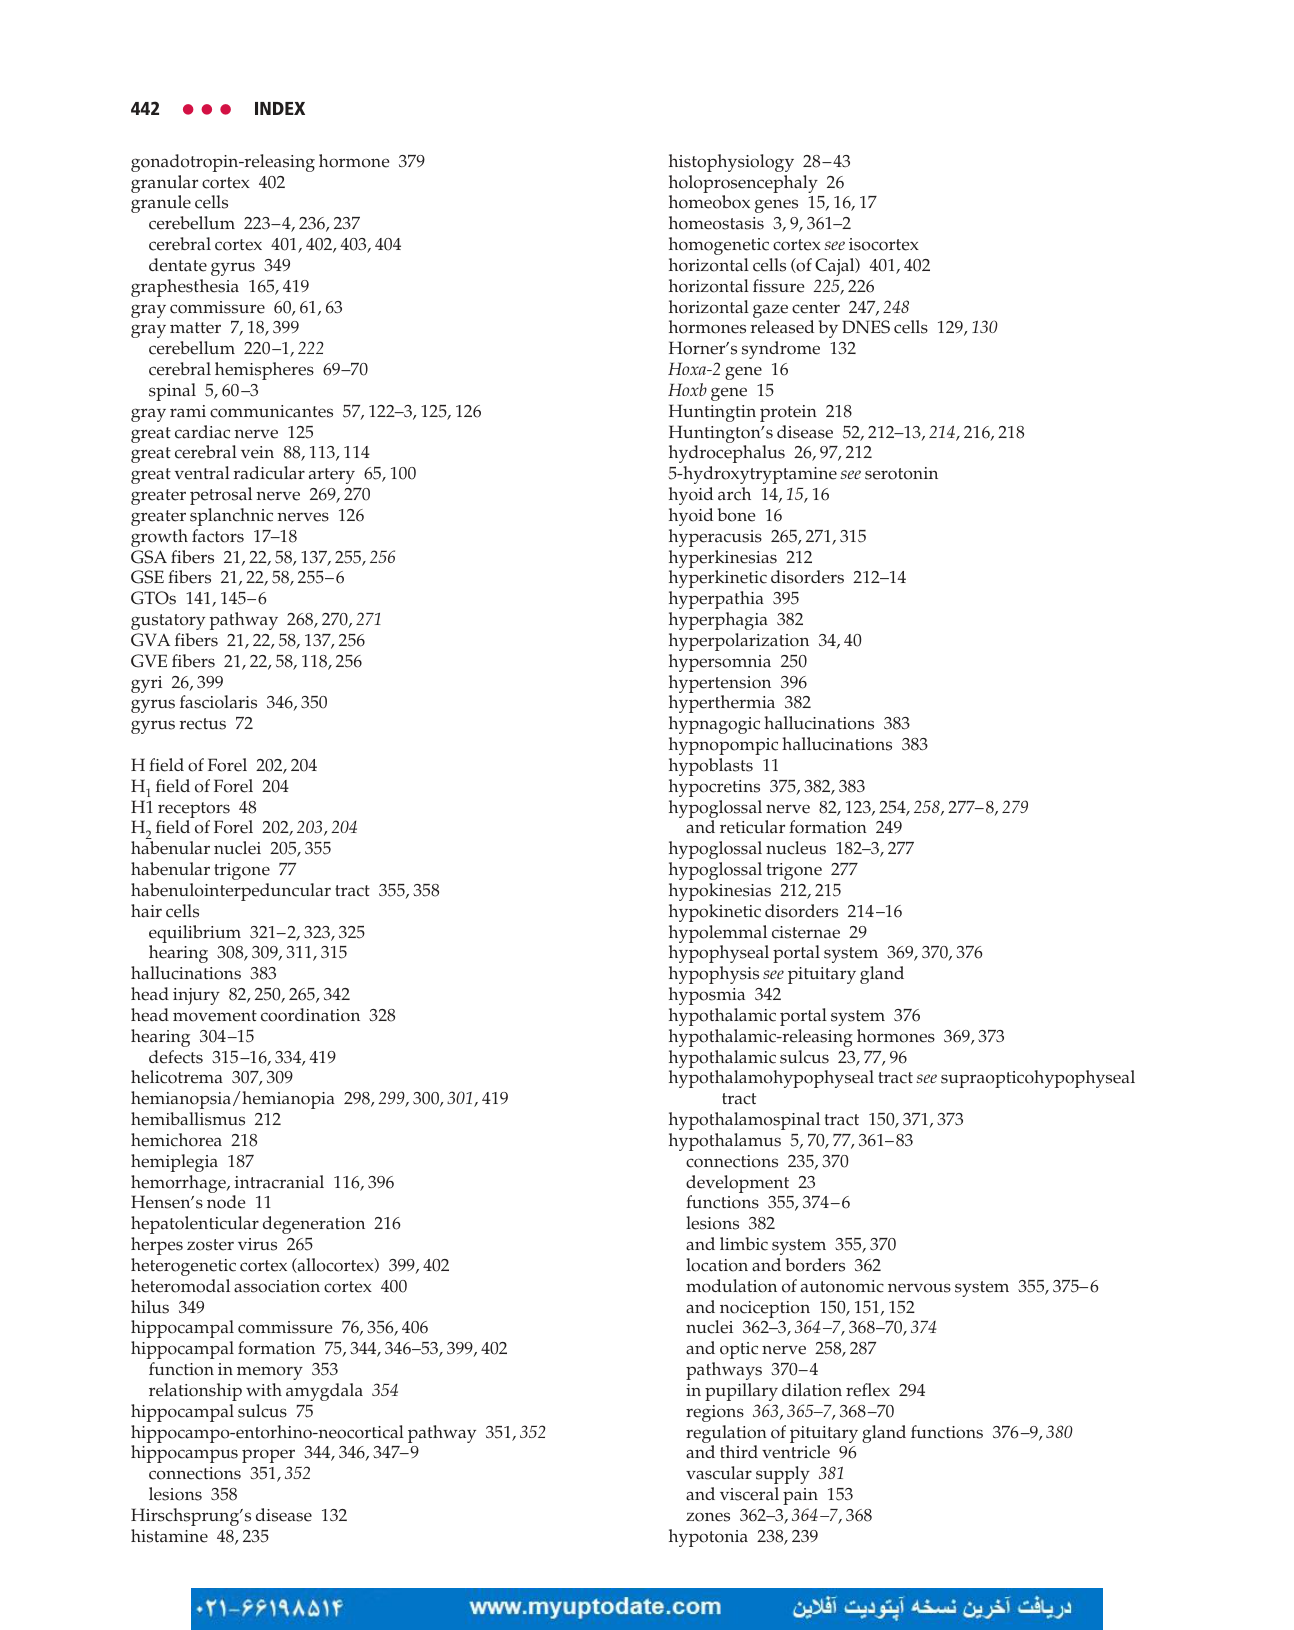 442 ● ● ● INDEX
gonadotropin-releasing hormone 379
granular cortex 402
granule cells
cerebellum 223–4, 236, 237
cerebral cortex 401, 402, 403, 404
dentate gyrus 349
graphesthesia 165, 419
gray commissure 60, 61, 63
gray matter 7, 18, 399
cerebellum 220–1, 222
cerebral hemispheres 69–70
spinal 5, 60–3
gray rami communicantes 57, 122–3, 125, 126
great cardiac nerve 125
great cerebral vein 88, 113, 114
great ventral radicular artery 65, 100
greater petrosal nerve 269, 270
greater splanchnic nerves 126
growth factors 17–18
GSA fibers 21, 22, 58, 137, 255, 256
GSE fibers 21, 22, 58, 255–6
GTOs 141, 145–6
gustatory pathway 268, 270, 271
GVA fibers 21, 22, 58, 137, 256
GVE fibers 21, 22, 58, 118, 256
gyri 26, 399
gyrus fasciolaris 346, 350
gyrus rectus 72
H field of Forel 202, 204
H1 field of Forel 204
H1 receptors 48
H2 field of Forel 202, 203, 204
habenular nuclei 205, 355
habenular trigone 77
habenulointerpeduncular tract 355, 358
hair cells
equilibrium 321–2, 323, 325
hearing 308, 309, 311, 315
hallucinations 383
head injury 82, 250, 265, 342
head movement coordination 328
hearing 304–15
defects 315–16, 334, 419
helicotrema 307, 309
hemianopsia/hemianopia 298, 299, 300, 301, 419
hemiballismus 212
hemichorea 218
hemiplegia 187
hemorrhage, intracranial 116, 396
Hensen's node 11
hepatolenticular degeneration 216
herpes zoster virus 265
heterogenetic cortex (allocortex) 399, 402
heteromodal association cortex 400
hilus 349
hippocampal commissure 76, 356, 406
hippocampal formation 75, 344, 346–53, 399, 402
function in memory 353
relationship with amygdala 354
hippocampal sulcus 75
hippocampo-entorhino-neocortical pathway 351, 352
hippocampus proper 344, 346, 347–9
connections 351, 352
lesions 358
Hirschsprung's disease 132
histamine 48, 235
histophysiology 28–43
holoprosencephaly 26
homeobox genes 15, 16, 17
homeostasis 3, 9, 361–2
homogenetic cortex see isocortex
horizontal cells (of Cajal) 401, 402
horizontal fissure 225, 226
horizontal gaze center 247, 248
hormones released by DNES cells 129, 130
Horner's syndrome 132
Hoxa-2 gene 16
Hoxb gene 15
Huntingtin protein 218
Huntington's disease 52, 212–13, 214, 216, 218
hydrocephalus 26, 97, 212
5-hydroxytryptamine see serotonin
hyoid arch 14, 15, 16
hyoid bone 16
hyperacusis 265, 271, 315
hyperkinesias 212
hyperkinetic disorders 212–14
hyperpathia 395
hyperphagia 382
hyperpolarization 34, 40
hypersomnia 250
hypertension 396
hyperthermia 382
hypnagogic hallucinations 383
hypnopompic hallucinations 383
hypoblasts 11
hypocretins 375, 382, 383
hypoglossal nerve 82, 123, 254, 258, 277–8, 279
and reticular formation 249
hypoglossal nucleus 182–3, 277
hypoglossal trigone 277
hypokinesias 212, 215
hypokinetic disorders 214–16
hypolemmal cisternae 29
hypophyseal portal system 369, 370, 376
hypophysis see pituitary gland
hyposmia 342
hypothalamic portal system 376
hypothalamic-releasing hormones 369, 373
hypothalamic sulcus 23, 77, 96
hypothalamohypophyseal tract see supraopticohypophyseal
tract
hypothalamospinal tract 150, 371, 373
hypothalamus 5, 70, 77, 361–83
connections 235, 370
development 23
functions 355, 374–6
lesions 382
and limbic system 355, 370
location and borders 362
modulation of autonomic nervous system 355, 375–6
and nociception 150, 151, 152
nuclei 362–3, 364–7, 368–70, 374
and optic nerve 258, 287
pathways 370–4
in pupillary dilation reflex 294
regions 363, 365–7, 368–70
regulation of pituitary gland functions 376–9, 380
and third ventricle 96
vascular supply 381
and visceral pain 153
zones 362–3, 364–7, 368
hypotonia 238, 239
۰۲۱-۶۶۱۹۸۵۱۴ www.myuptodate.com دریافت آخرین نسخه آپتودیت آفلاین